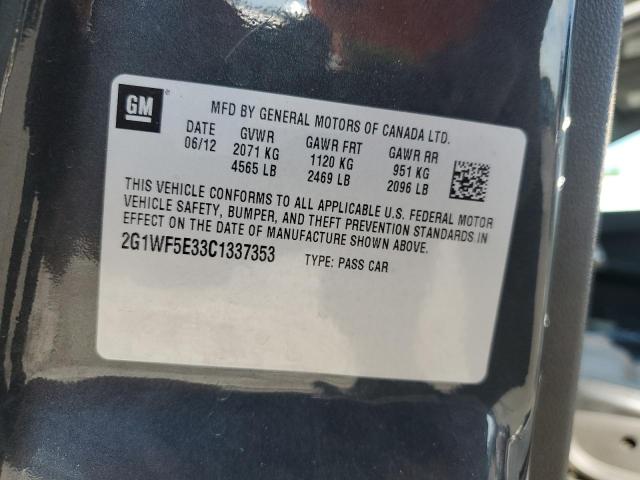 GM
MFD BY GENERAL MOTORS OF CANADA LTD.
DATE GVWR GAWR FRT GAWR RR
06/12 2071 KG 1120 KG 951 KG
4565 LB 2469 LB 2096 LB
THIS VEHICLE CONFORMS TO ALL APPLICABLE U.S. FEDERAL MOTOR
VEHICLE SAFETY, BUMPER, AND THEFT PREVENTION STANDARDS IN
EFFECT ON THE DATE OF MANUFACTURE SHOWN ABOVE.
2G1WF5E33C1337353 TYPE: PASS CAR